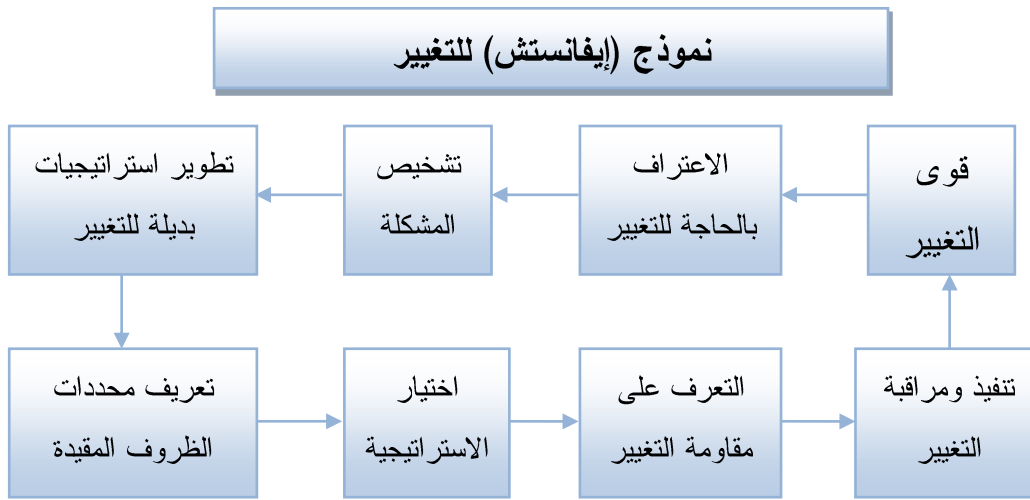 نموذج (إيفانستش) للتغيير
قوى
التغيير
الاعتراف
بالحاجة للتغيير
تشخيص
المشكلة
تطوير استراتيجيات
بديلة للتغيير
تعريف محددات
الظروف المقيدة
اختيار
الاستراتيجية
التعرف على
مقاومة التغيير
تنفيذ ومراقبة
التغيير